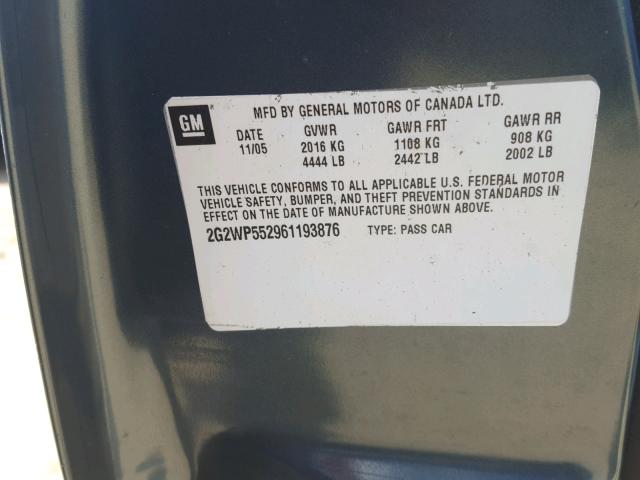 GM
MFD BY GENERAL MOTORS OF CANADA LTD.
DATE GVWR GAWR FRT GAWR RR
11/05 2016 KG 1108 KG 908 KG
4444 LB 2442 LB 2002 LB
THIS VEHICLE CONFORMS TO ALL APPLICABLE U.S. FEDERAL MOTOR
VEHICLE SAFETY, BUMPER, AND THEFT PREVENTION STANDARDS IN
EFFECT ON THE DATE OF MANUFACTURE SHOWN ABOVE.
2G2WP552961193876 TYPE: PASS CAR